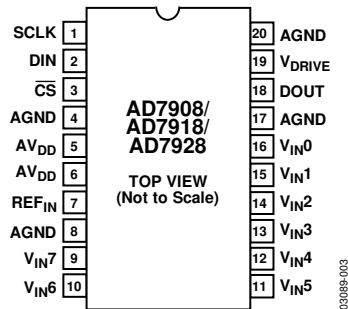 SCLK 1
DIN 2
CS 3
AGND 4
AVDD 5
AVDD 6
REFIN 7
AGND 8
VIN7 9
VIN6 10
AD7908/
AD7918/
AD7928
TOP VIEW
(Not to Scale)
20 AGND
19 VDRIVE
18 DOUT
17 AGND
16 VIN0
15 VIN1
14 VIN2
13 VIN3
12 VIN4
11 VIN5
03089-003